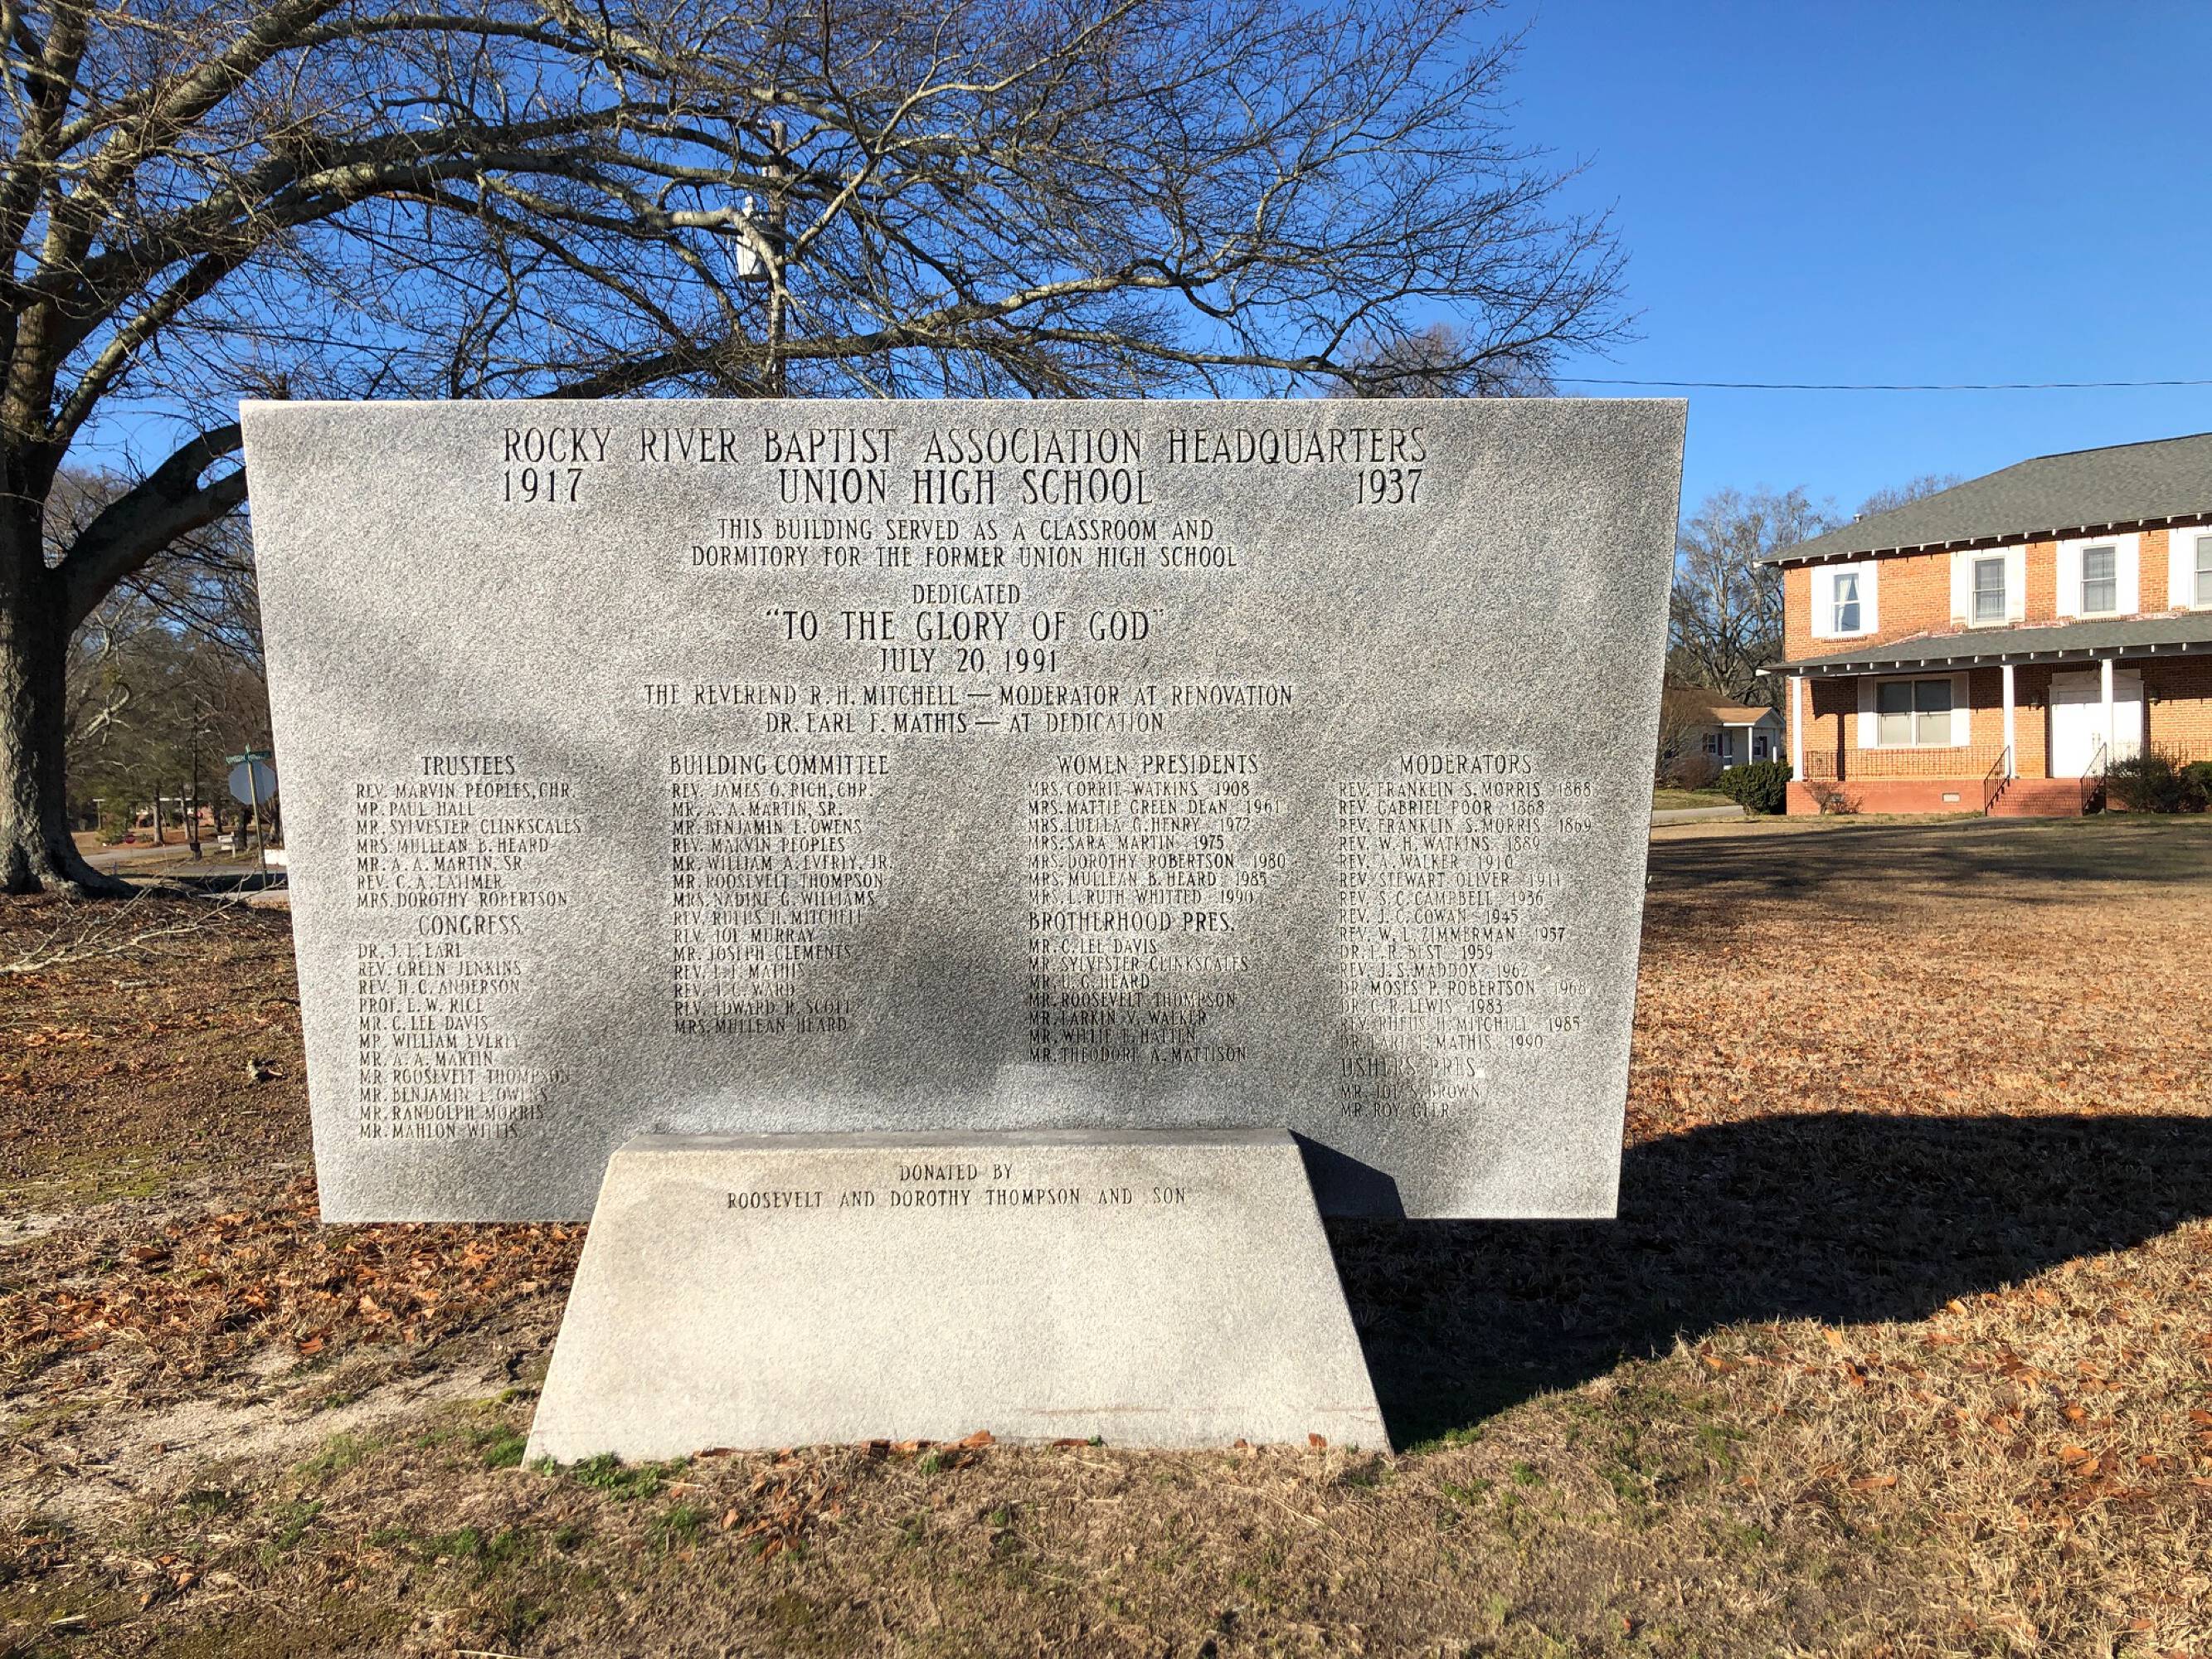 ROCKY RIVER BAPTIST ASSOCIATION HEADQUARTERS
1917 UNION HIGH SCHOOL 1937
THIS BUILDING SERVED AS A CLASSROOM AND
DORMITORY FOR THE FORMER UNION HIGH SCHOOL
DEDICATED
"TO THE GLORY OF GOD"
JULY 20, 1991
THE REVEREND R. H. MITCHELL — MODERATOR AT RENOVATION
DR. EARL F. MATHIS — AT DEDICATION
TRUSTEES
REV. MARVIN PEOPLES, CHR.
MR. PAUL HALL
MR. SYLVESTER CLINKSCALES
MRS. MULLEAN B. HEARD
MR. A. A. MARTIN, SR.
REV. C. A. LATIMER
MRS. DOROTHY ROBERTSON
CONGRESS
DR. J. L. EARL
REV. GREEN JENKINS
REV. H. C. ANDERSON
PROF. L. W. RICE
MR. C. LEE DAVIS
MR. WILLIAM EVERLY
MR. A. A. MARTIN
MR. ROOSEVELT THOMPSON
MR. BENJAMIN E. OWENS
MR. RANDOLPH MORRIS
MR. MAHLON WITTS
BUILDING COMMITTEE
REV. JAMES O. RICH, CHR.
MR. A. A. MARTIN, SR.
MR. BENJAMIN E. OWENS
REV. MARVIN PEOPLES
MR. WILLIAM A. EVERLY, JR.
MR. ROOSEVELT THOMPSON
MRS. NADINE G. WILLIAMS
REV. RUFUS H. MITCHELL
REV. JOE MURRAY
MR. JOSEPH CLEMENTS
REV. MATHIS
REV. WARD
REV. EDWARD R. SCOTT
MRS. MULLEAN HEARD
WOMEN PRESIDENTS
MRS. CORRIE WATKINS 1908
MRS. MATTIE GREEN DEAN 1961
MRS. LUELLA G. HENRY 1972
MRS. SARA MARTIN 1975
MRS. DOROTHY ROBERTSON 1980
MRS. MULLEAN B. HEARD 1985
MRS. L. RUTH WHITTED 1990
BROTHERHOOD PRES.
MR. C. LEE DAVIS
MR. SYLVESTER CLINKSCALES
MR. U. G. HEARD
MR. ROOSEVELT THOMPSON
MR. LARKIN V. WALKER
MR. WILLIE T. HATTEN
MR. THEODORE A. MATTISON
MODERATORS
REV. FRANKLIN S. MORRIS 1868
REV. GABRIEL POOR 1868
REV. FRANKLIN S. MORRIS 1869
REV. W. H. WATKINS 1889
REV. A. WALKER 1910
REV. STEWART OLIVER 1911
REV. S. C. CAMPBELL 1936
REV. J. C. COWAN 1945
REV. W. L. ZIMMERMAN 1957
DR. L. R. BEST 1959
REV. J. S. MADDOX 1962
DR. MOSES P. ROBERTSON 1968
DR. C. R. LEWIS 1983
REV. RUFUS H. MITCHELL 1985
DR. EARL F. MATHIS 1990
USHERS PRES.
MR. JOE S. BROWN
MR. ROY GEER
DONATED BY
ROOSEVELT AND DOROTHY THOMPSON AND SON